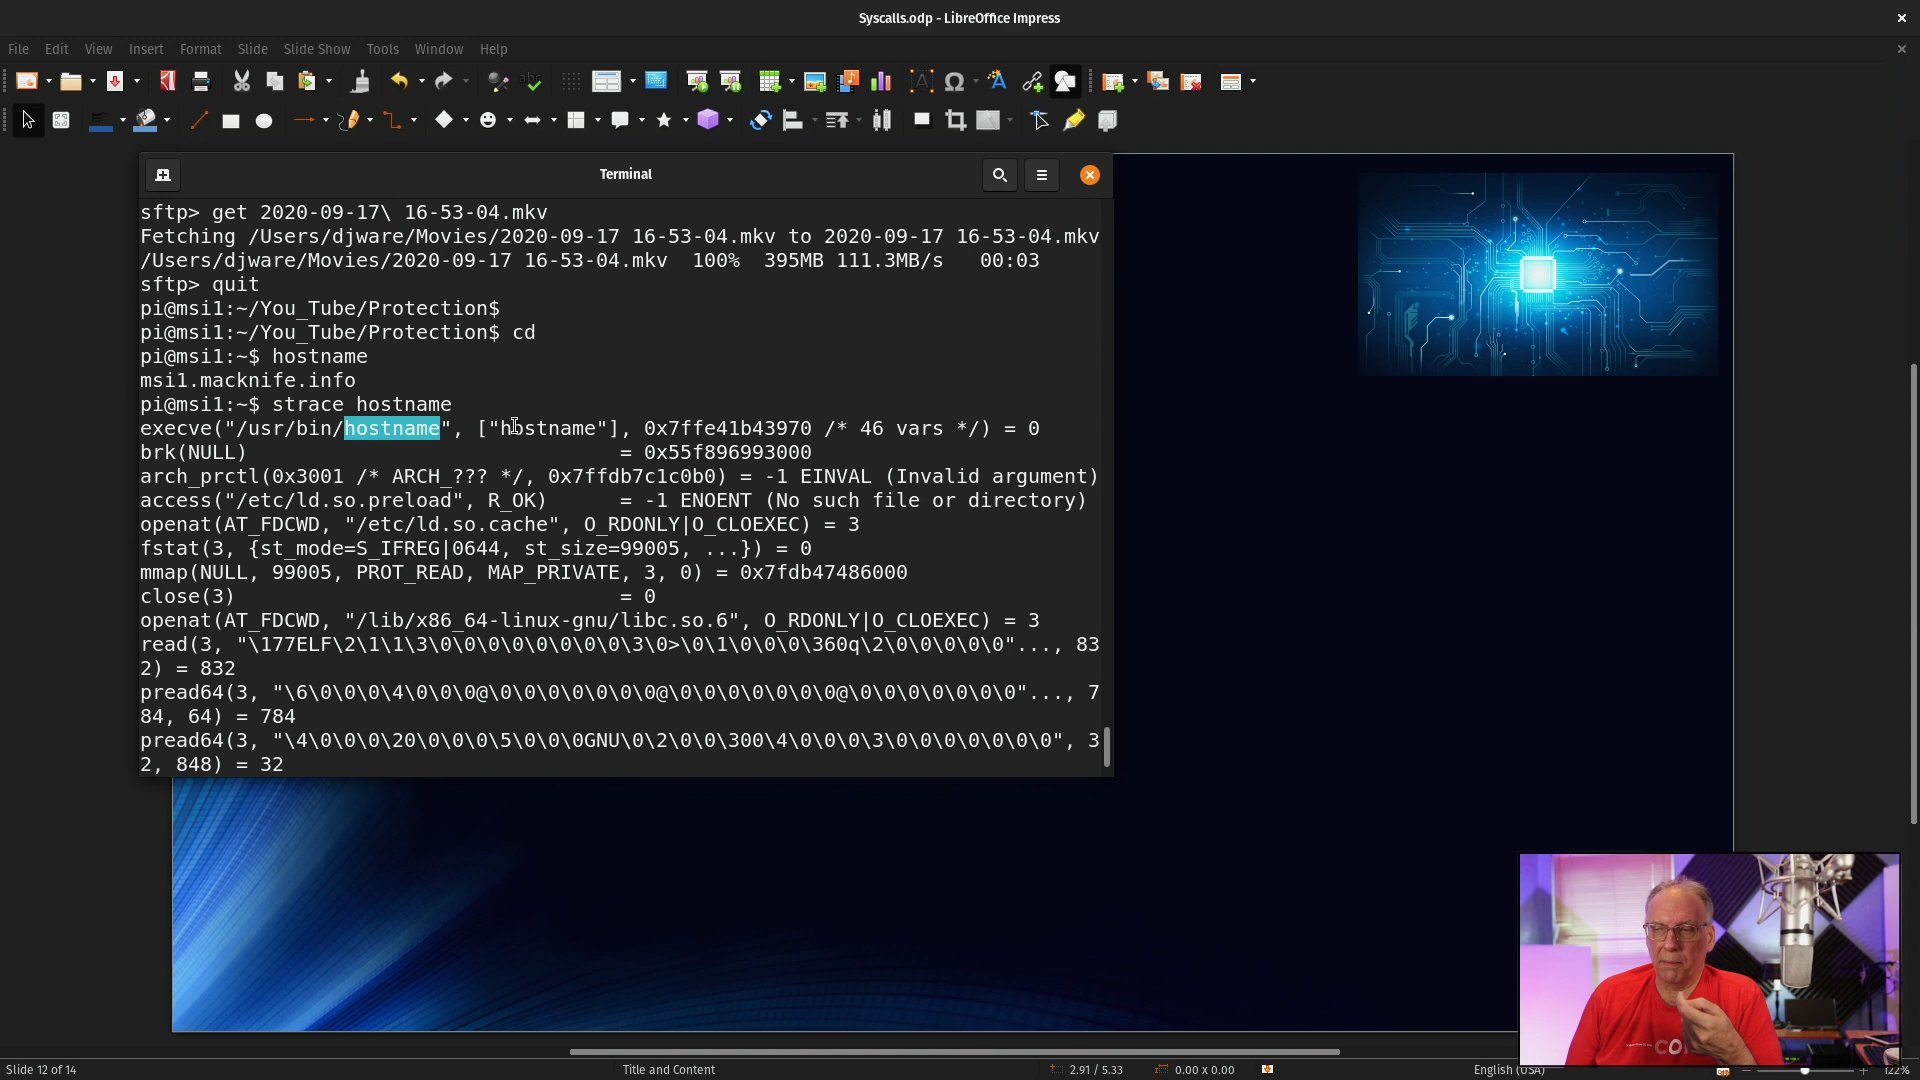 Syscalls.odp - LibreOffice Impress
File Edit View Insert Format Slide Slide Show Tools Window Help
Terminal
sftp> get 2020-09-17\ 16-53-04.mkv
Fetching /Users/djware/Movies/2020-09-17 16-53-04.mkv to 2020-09-17 16-53-04.mkv
/Users/djware/Movies/2020-09-17 16-53-04.mkv  100%  395MB 111.3MB/s   00:03
sftp> quit
pi@msi1:~/You_Tube/Protection$
pi@msi1:~/You_Tube/Protection$ cd
pi@msi1:~$ hostname
msi1.macknife.info
pi@msi1:~$ strace hostname
execve("/usr/bin/hostname", ["hostname"], 0x7ffe41b43970 /* 46 vars */) = 0
brk(NULL)                               = 0x55f896993000
arch_prctl(0x3001 /* ARCH_??? */, 0x7ffdb7c1c0b0) = -1 EINVAL (Invalid argument)
access("/etc/ld.so.preload", R_OK)      = -1 ENOENT (No such file or directory)
openat(AT_FDCWD, "/etc/ld.so.cache", O_RDONLY|O_CLOEXEC) = 3
fstat(3, {st_mode=S_IFREG|0644, st_size=99005, ...}) = 0
mmap(NULL, 99005, PROT_READ, MAP_PRIVATE, 3, 0) = 0x7fdb47486000
close(3)                                = 0
openat(AT_FDCWD, "/lib/x86_64-linux-gnu/libc.so.6", O_RDONLY|O_CLOEXEC) = 3
read(3, "\177ELF\2\1\1\3\0\0\0\0\0\0\0\0\3\0>\0\1\0\0\0\360q\2\0\0\0\0\0"..., 83
2) = 832
pread64(3, "\6\0\0\0\4\0\0\0@\0\0\0\0\0\0\0@\0\0\0\0\0\0\0@\0\0\0\0\0\0\0"..., 7
84, 64) = 784
pread64(3, "\4\0\0\0\20\0\0\0\5\0\0\0GNU\0\2\0\0\300\4\0\0\0\3\0\0\0\0\0\0\0", 3
2, 848) = 32
Slide 12 of 14 Title and Content 2.91 / 5.33 0.00 x 0.00 English (USA) 122%